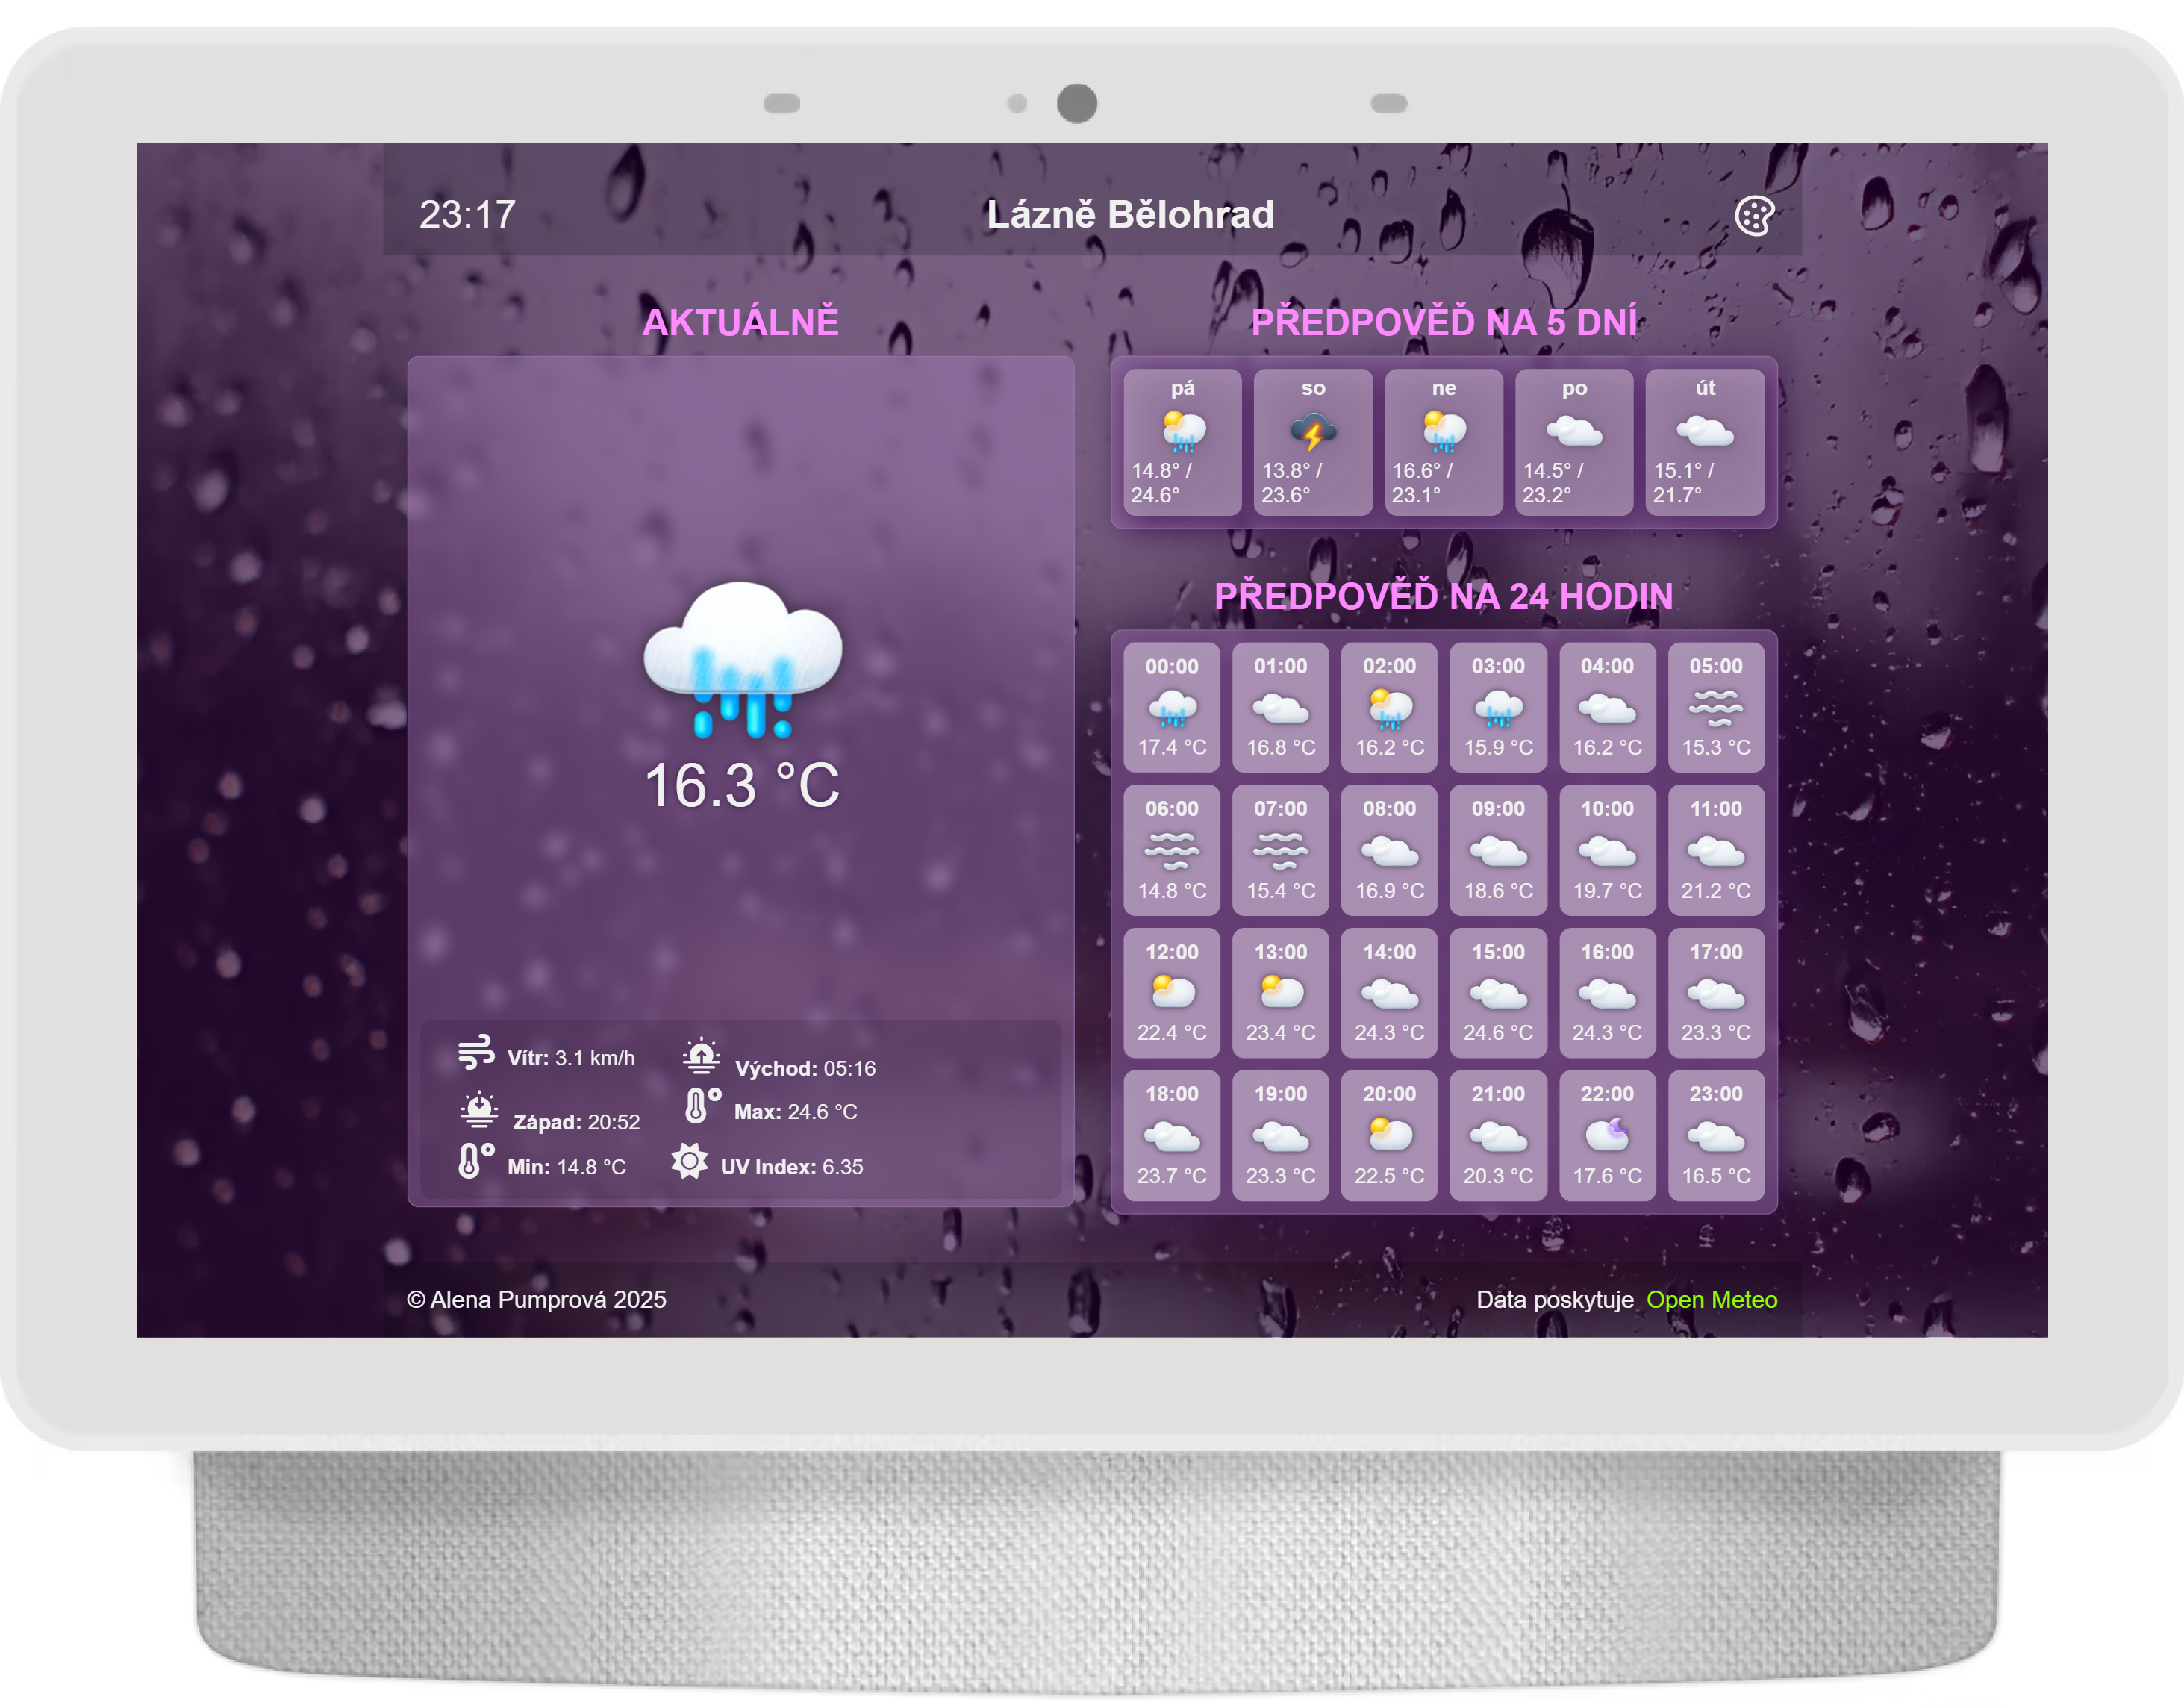 23:17
Lázně Bělohrad
AKTUÁLNĚ
16.3 °C
Vítr: 3.1 km/h
Východ: 05:16
Západ: 20:52
Max: 24.6 °C
Min: 14.8 °C
UV Index: 6.35
PŘEDPOVĚĎ NA 5 DNÍ
pá so ne po út
14.8° / 13.8° / 16.6° / 14.5° / 15.1° /
24.6° 23.6° 23.1° 23.2° 21.7°
PŘEDPOVĚĎ NA 24 HODIN
00:00 01:00 02:00 03:00 04:00 05:00
17.4 °C 16.8 °C 16.2 °C 15.9 °C 16.2 °C 15.3 °C
06:00 07:00 08:00 09:00 10:00 11:00
14.8 °C 15.4 °C 16.9 °C 18.6 °C 19.7 °C 21.2 °C
12:00 13:00 14:00 15:00 16:00 17:00
22.4 °C 23.4 °C 24.3 °C 24.6 °C 24.3 °C 23.3 °C
18:00 19:00 20:00 21:00 22:00 23:00
23.7 °C 23.3 °C 22.5 °C 20.3 °C 17.6 °C 16.5 °C
© Alena Pumprová 2025
Data poskytuje Open Meteo